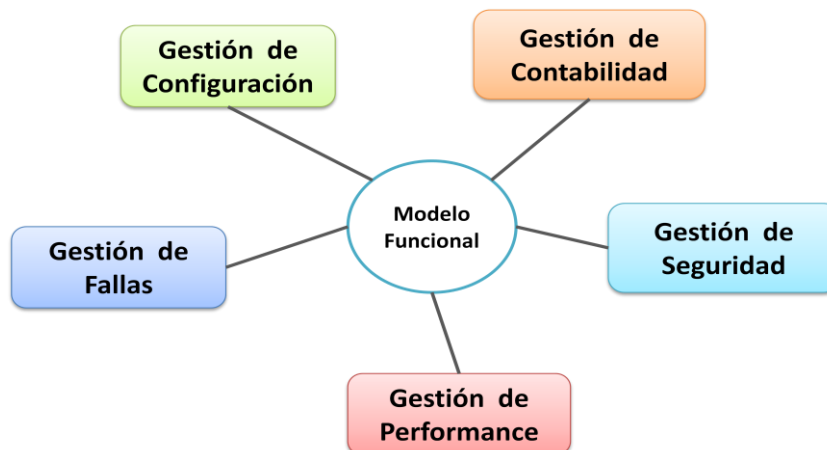 Gestión de
Configuración
Gestión de
Contabilidad
Modelo
Funcional
Gestión de
Fallas
Gestión de
Seguridad
Gestión de
Performance